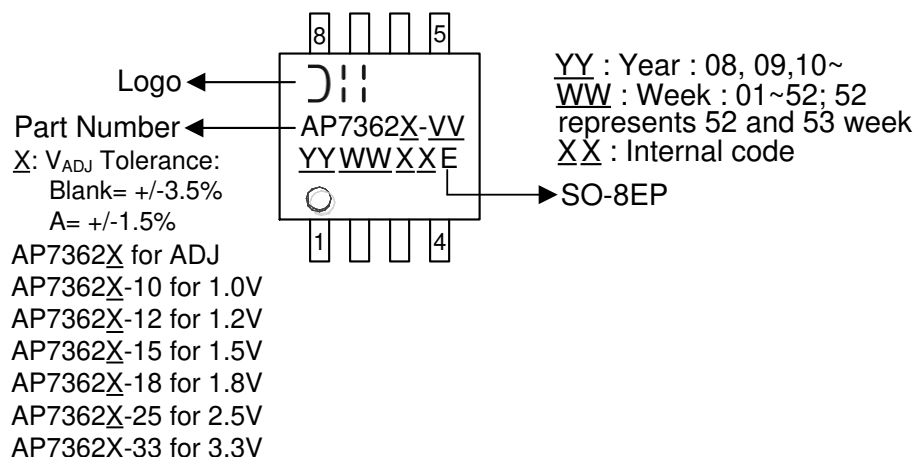 8 5
Logo
Part Number
AP7362X-VV
YYWWXXE
X: VADJ Tolerance:
Blank= +/-3.5%
A= +/-1.5%
AP7362X for ADJ
AP7362X-10 for 1.0V
AP7362X-12 for 1.2V
AP7362X-15 for 1.5V
AP7362X-18 for 1.8V
AP7362X-25 for 2.5V
AP7362X-33 for 3.3V
1 4
YY : Year : 08, 09,10~
WW : Week : 01~52; 52
represents 52 and 53 week
XX : Internal code
SO-8EP